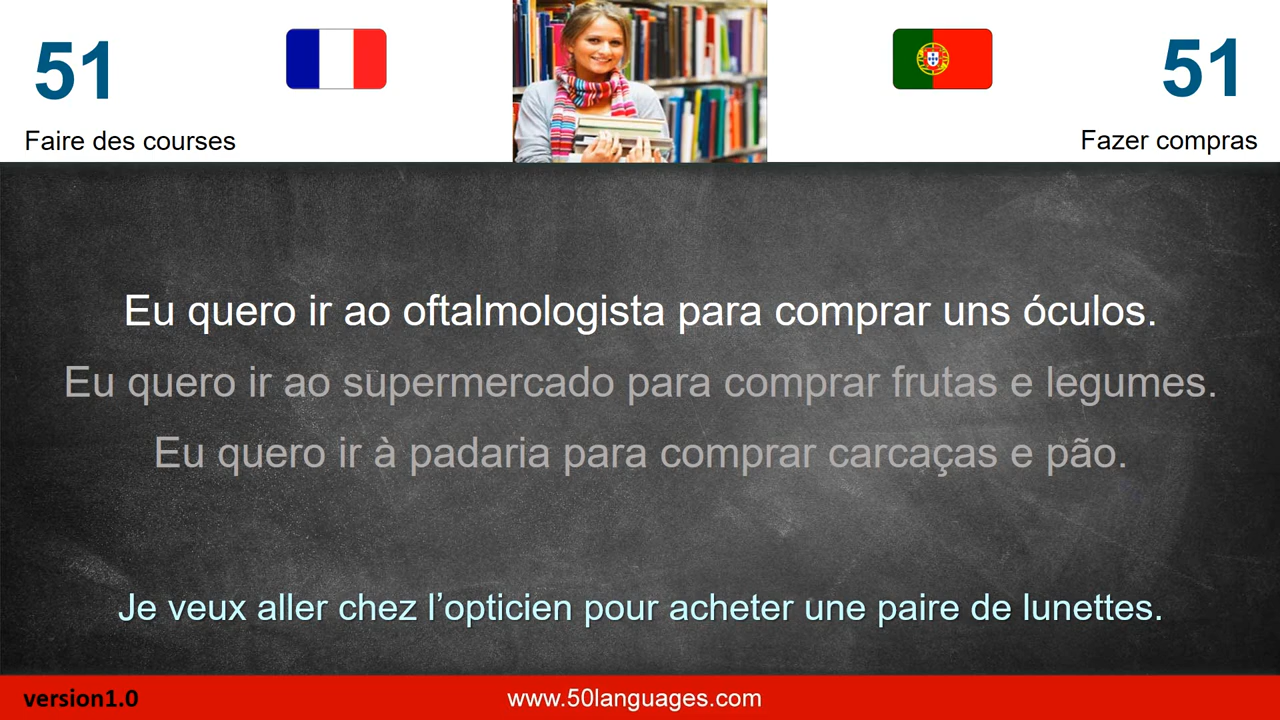 51
51
Faire des courses
Fazer compras
Eu quero ir ao oftalmologista para comprar uns óculos.
Eu quero ir ao supermercado para comprar frutas e legumes.
Eu quero ir à padaria para comprar carcaças e pão.
Je veux aller chez l’opticien pour acheter une paire de lunettes.
version1.0
www.50languages.com